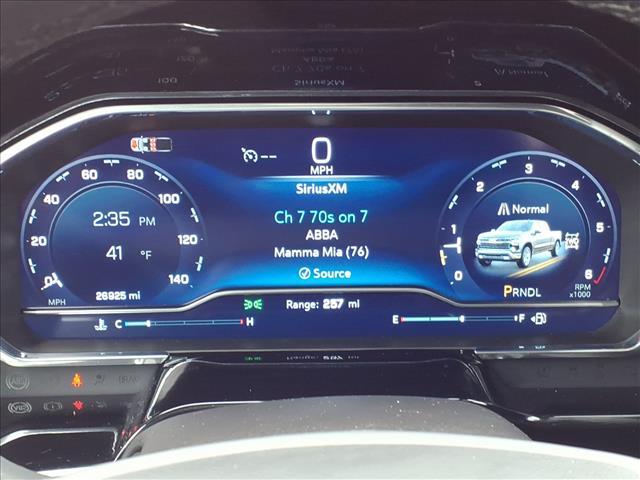 0
MPH
SiriusXM
Ch 7 70s on 7
ABBA
Mamma Mia (76)
Source
0
20
40
60
80
100
120
140
MPH
2:35 PM
41 °F
26925 mi
C
H
Range: 257 mi
E
F
0
1
2
3
4
5
6
RPM
x1000
Normal
2WD
PRNDL